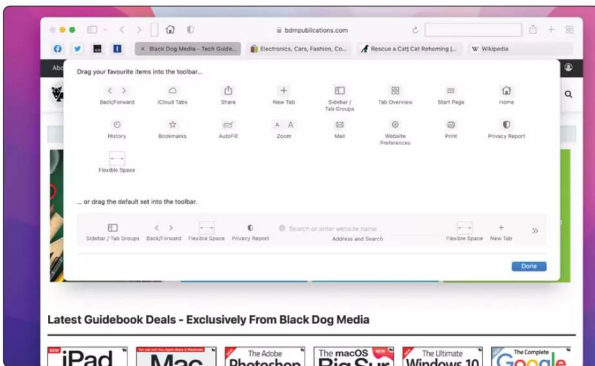 bdmpublications.com
Black Dog Media - Tech Guide...
Electronics, Cars, Fashion, Co...
Rescue a Cat| Cat Rehoming |...
W Wikipedia
Abo
Drag your favourite items into the toolbar...
Back/Forward
iCloud Tabs
Share
New Tab
Sidebar /
Tab Groups
Tab Overview
Start Page
Home
History
Bookmarks
AutoFill
Zoom
Mail
Website
Preferences
Print
Privacy Report
Flexible Space
... or drag the default set into the toolbar.
Search or enter website name
Sidebar / Tab Groups
Back/Forward
Flexible Space
Privacy Report
Address and Search
Flexible Space
New Tab
Done
Latest Guidebook Deals - Exclusively From Black Dog Media
NEW
iPad
Mac
The Adobe
Photoshop
The macOS
Big Sur
NEW
The Ultimate
Windows 10
The Complete
Google